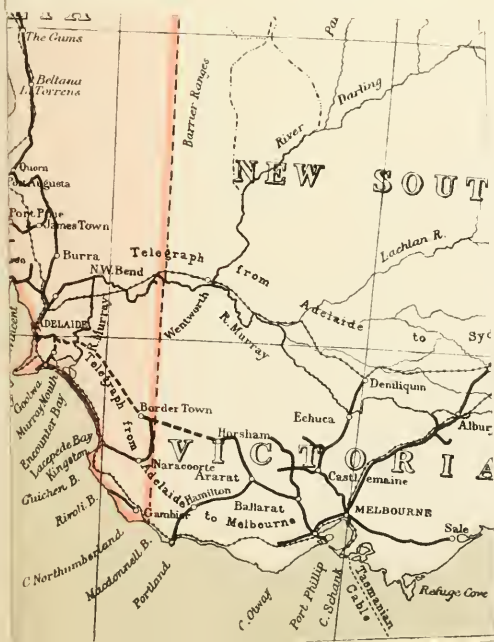 The Gums
Beltana
L. Torrens
Barrier Ranges
River Darling
NEW SOUT
Quorn
Port Augusta
Port Pirie
James Town
Lachlan R.
Burra
N.W. Bend
Telegraph from Adelaide to Syd
Wentworth
R. Murray
ADELAIDE
R. Murray
Telegraph from Adelaide to Melbourne
Deniliquin
Goolwa
Murray Mouth
Encounter Bay
Lacepede Bay
Kingston
Guichen B.
Rivoli B.
C. Northumberland
Macdonnell B.
Portland
Border Town
Echuca
Albur
Horsham
VICTORIA
Naracoorte
Ararat
Castlemaine
Hamilton
Ballarat
MELBOURNE
Gambier
Sale
C. Otway
Port Phillip
C. Schank
Tasmanian Cable
Refuge Cove